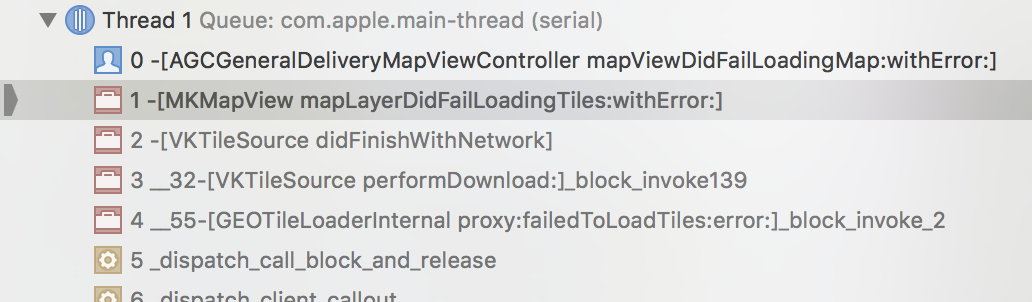 Thread 1 Queue: com.apple.main-thread (serial)
0 -[AGCGeneralDeliveryMapViewController mapViewDidFailLoadingMap:withError:]
1 -[MKMapView mapLayerDidFailLoadingTiles:withError:]
2 -[VKTileSource didFinishWithNetwork]
3 __32-[VKTileSource performDownload:]_block_invoke139
4 __55-[GEOTileLoaderInternal proxy:failedToLoadTiles:error:]_block_invoke_2
5 _dispatch_call_block_and_release
6 _dispatch_client_callout